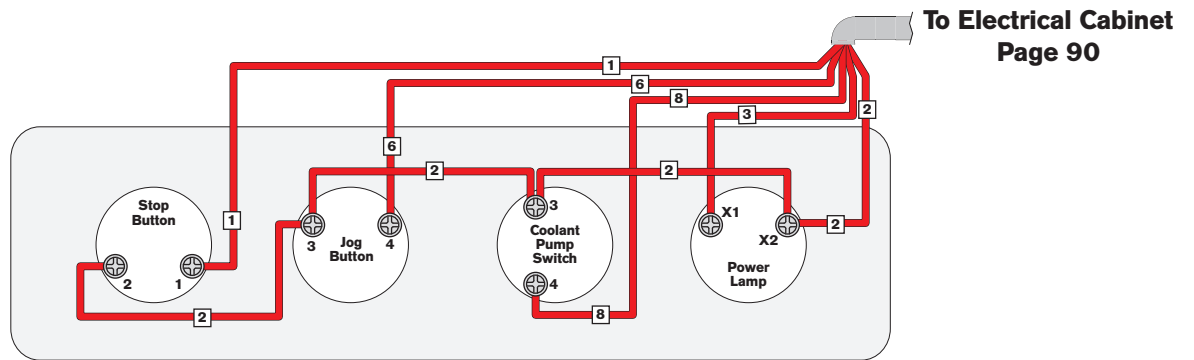 To Electrical Cabinet
Page 90
1
6
8
3
2
6
2
2
Stop
Button
1
2
1
2
3
4
Jog
Button
3
Coolant
Pump
Switch
4
8
X1
X2
2
Power
Lamp